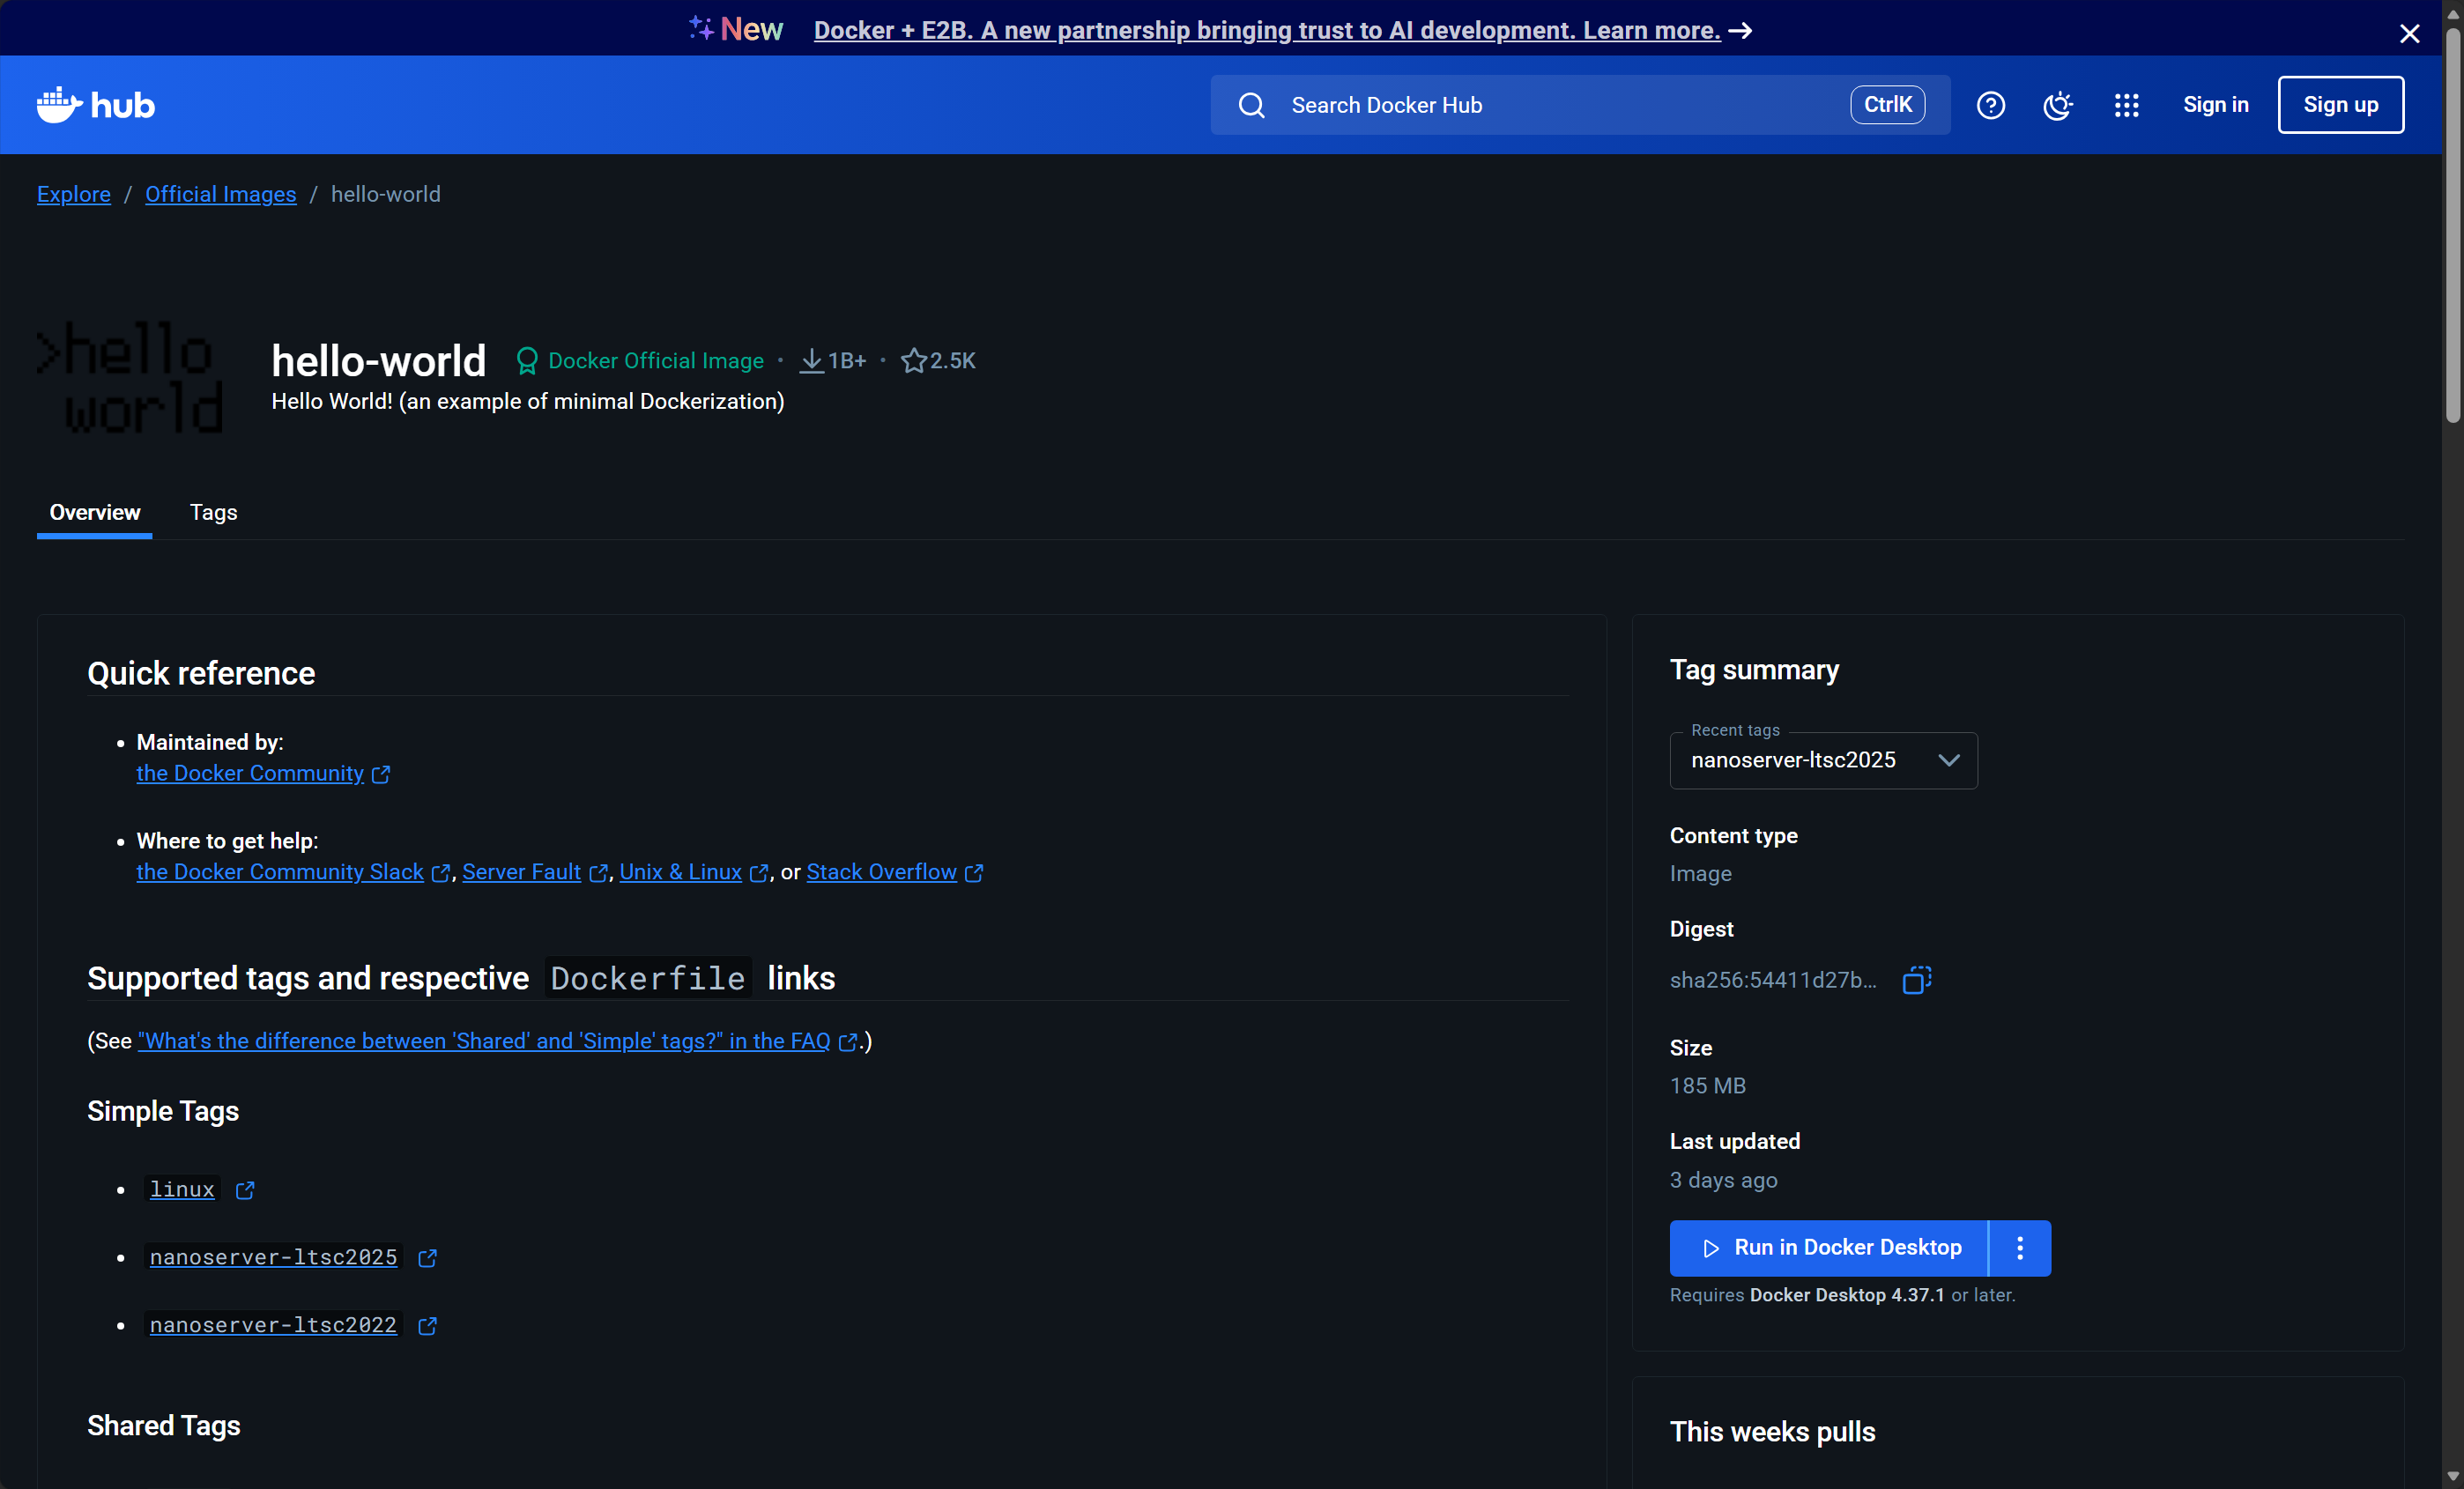 New Docker + E2B. A new partnership bringing trust to AI development. Learn more.
hub
Search Docker Hub CtrlK Sign in Sign up
Explore / Official Images / hello-world
>hello
world
hello-world Docker Official Image • 1B+ • 2.5K
Hello World! (an example of minimal Dockerization)
Overview Tags
Quick reference
Maintained by:
the Docker Community
Where to get help:
the Docker Community Slack, Server Fault, Unix & Linux, or Stack Overflow
Supported tags and respective Dockerfile links
(See "What's the difference between 'Shared' and 'Simple' tags?" in the FAQ.)
Simple Tags
linux
nanoserver-ltsc2025
nanoserver-ltsc2022
Shared Tags
Tag summary
Recent tags
nanoserver-ltsc2025
Content type
Image
Digest
sha256:54411d27b...
Size
185 MB
Last updated
3 days ago
Run in Docker Desktop
Requires Docker Desktop 4.37.1 or later.
This weeks pulls